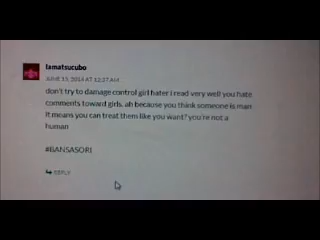 Iamatsucubo
JUNE 15, 2014 AT 12:27 AM
don't try to damage control girl hater i read very well you hate
comments toward girls. ah because you think someone is man
it means you can treat them like you want? you're not a
human
#BANSASORI
REPLY